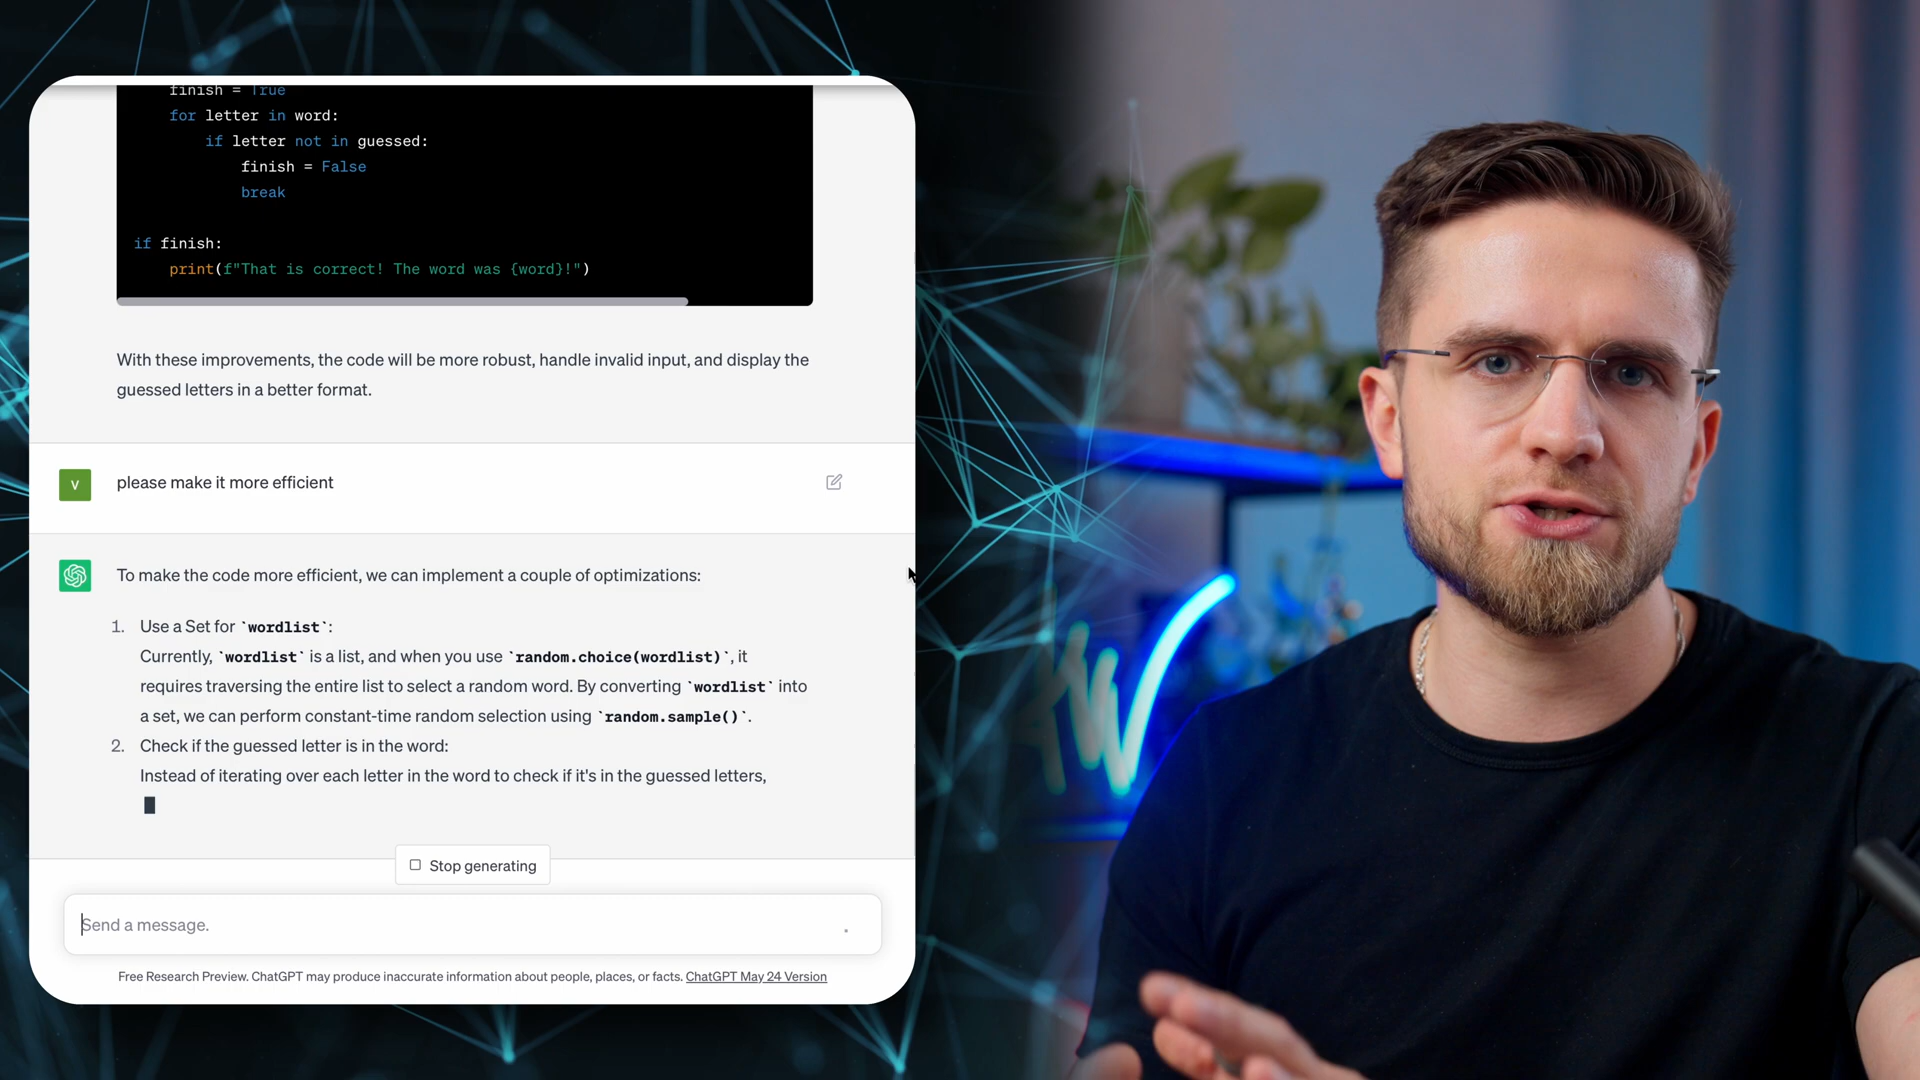 finish = True
for letter in word:
if letter not in guessed:
finish = False
break
if finish:
print(f"That is correct! The word was {word}!")
With these improvements, the code will be more robust, handle invalid input, and display the
guessed letters in a better format.
V
please make it more efficient
To make the code more efficient, we can implement a couple of optimizations:
1. Use a Set for `wordlist`:
Currently, `wordlist` is a list, and when you use `random.choice(wordlist)`, it
requires traversing the entire list to select a random word. By converting `wordlist` into
a set, we can perform constant-time random selection using `random.sample()`.
2. Check if the guessed letter is in the word:
Instead of iterating over each letter in the word to check if it's in the guessed letters,
Stop generating
Send a message.
Free Research Preview. ChatGPT may produce inaccurate information about people, places, or facts. ChatGPT May 24 Version